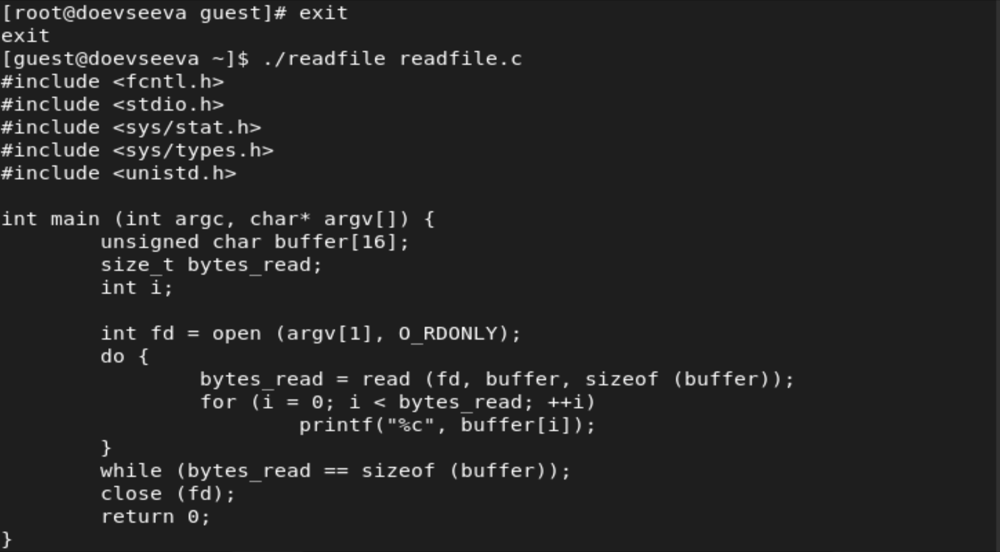 [root@doevseeva guest]# exit
exit
[guest@doevseeva ~]$ ./readfile readfile.c
#include <fcntl.h>
#include <stdio.h>
#include <sys/stat.h>
#include <sys/types.h>
#include <unistd.h>

int main (int argc, char* argv[]) {
        unsigned char buffer[16];
        size_t bytes_read;
        int i;

        int fd = open (argv[1], O_RDONLY);
        do {
                bytes_read = read (fd, buffer, sizeof (buffer));
                for (i = 0; i < bytes_read; ++i)
                        printf("%c", buffer[i]);
        }
        while (bytes_read == sizeof (buffer));
        close (fd);
        return 0;
}